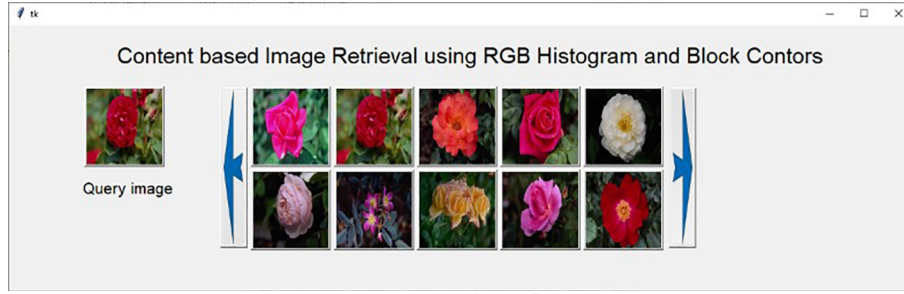 tk
Content based Image Retrieval using RGB Histogram and Block Contors
Query image